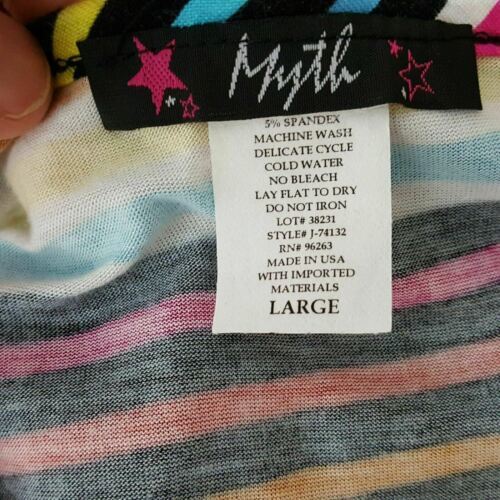 Myth
5% SPANDEX
MACHINE WASH
DELICATE CYCLE
COLD WATER
NO BLEACH
LAY FLAT TO DRY
DO NOT IRON
LOT# 38231
STYLE# J-74132
RN# 96263
MADE IN USA
WITH IMPORTED
MATERIALS
LARGE